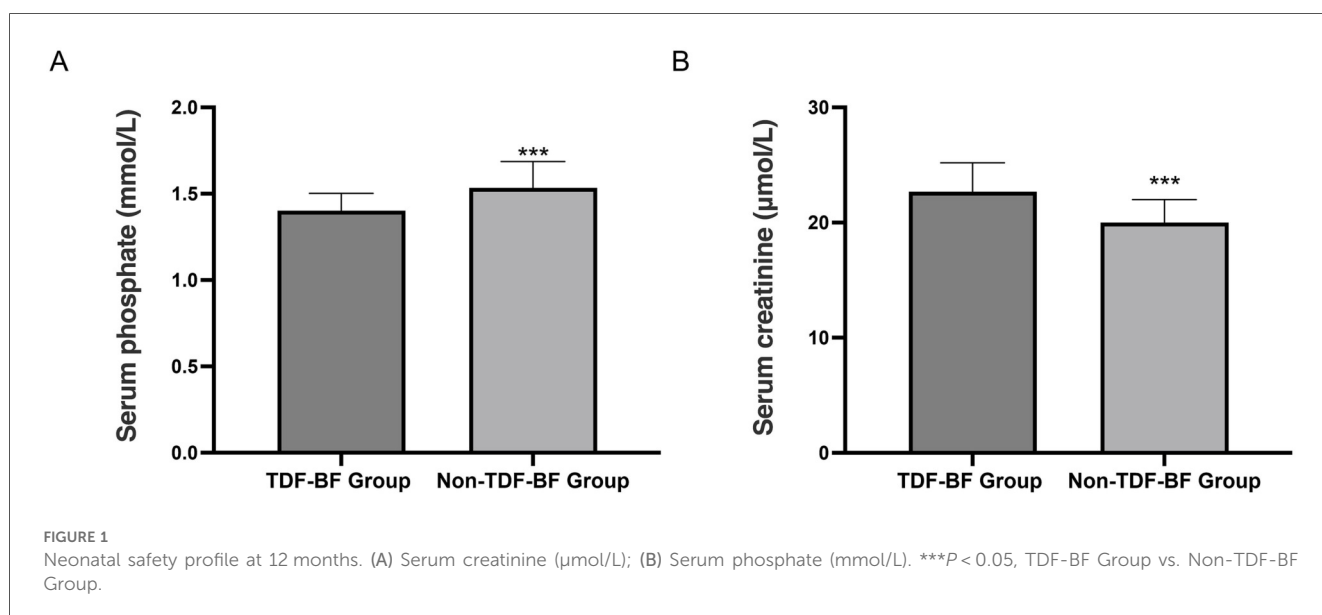 A
Serum phosphate (mmol/L)
2.0
1.5
1.0
0.5
0.0
***
TDF-BF Group Non-TDF-BF Group
B
Serum creatinine (μmol/L)
30
20
10
0
***
TDF-BF Group Non-TDF-BF Group
FIGURE 1
Neonatal safety profile at 12 months. (A) Serum creatinine (μmol/L); (B) Serum phosphate (mmol/L). ***P < 0.05, TDF-BF Group vs. Non-TDF-BF
Group.